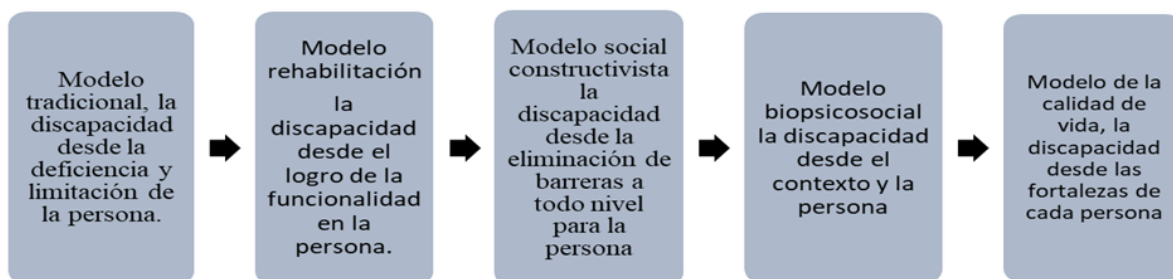 Modelo
tradicional, la
discapacidad
desde la
deficiencia y
limitación de
la persona.
Modelo
rehabilitación
la
discapacidad
desde el
logro de la
funcionalidad
en la
persona.
Modelo social
constructivista
la
discapacidad
desde la
eliminación de
barreras a
todo nivel
para la
persona
Modelo
biopsicosocial
la discapacidad
desde el
contexto y la
persona
Modelo de la
calidad de
vida, la
discapacidad
desde las
fortalezas de
cada persona